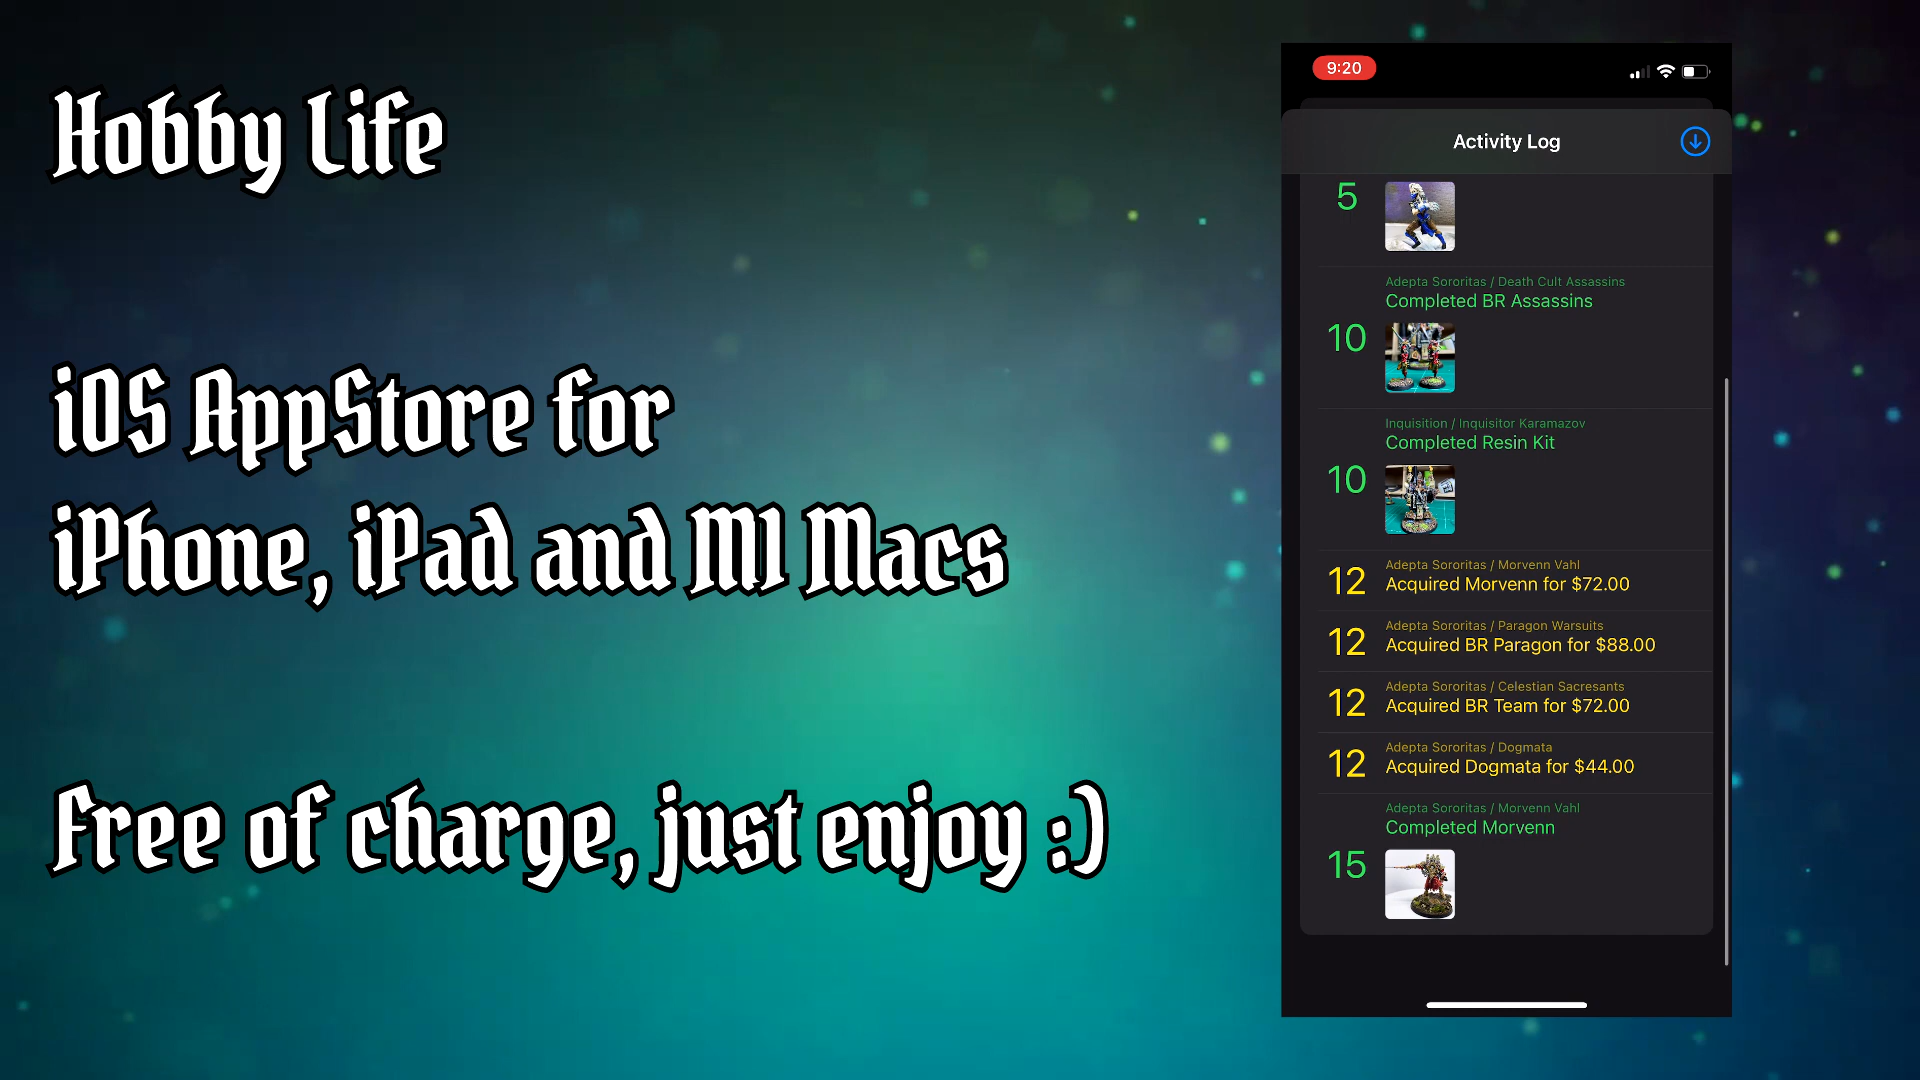 Hobby Life
iOS AppStore for
iPhone, iPad and M1 Macs
Free of charge, just enjoy :)
9:20
Activity Log
5
Adepta Sororitas / Death Cult Assassins
Completed BR Assassins
10
Inquisition / Inquisitor Karamazov
Completed Resin Kit
10
Adepta Sororitas / Morvenn Vahl
12 Acquired Morvenn for $72.00
Adepta Sororitas / Paragon Warsuits
12 Acquired BR Paragon for $88.00
Adepta Sororitas / Celestian Sacresants
12 Acquired BR Team for $72.00
Adepta Sororitas / Dogmata
12 Acquired Dogmata for $44.00
Adepta Sororitas / Morvenn Vahl
Completed Morvenn
15